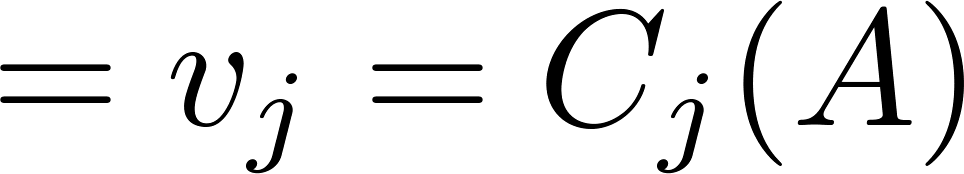 = v_j = C_j(A)